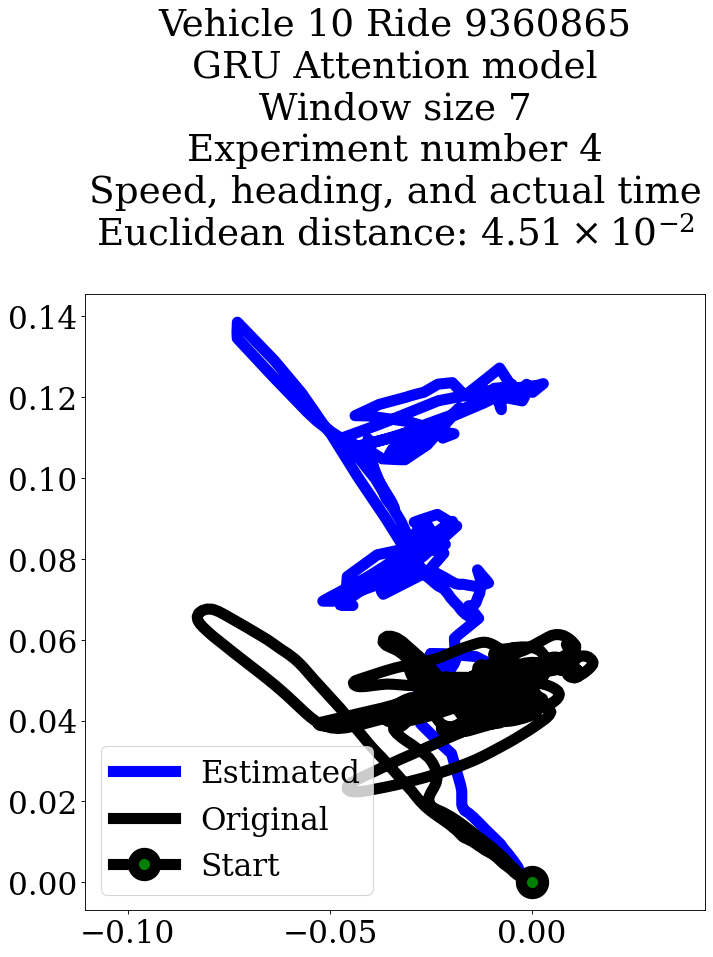 Vehicle 10 Ride 9360865
GRU Attention model
Window size 7
Experiment number 4
Speed, heading, and actual time
Euclidean distance: 4.51 × 10⁻²
0.14
0.12
0.10
0.08
0.06
0.04
0.02
0.00
Estimated
Original
Start
−0.10 −0.05 0.00